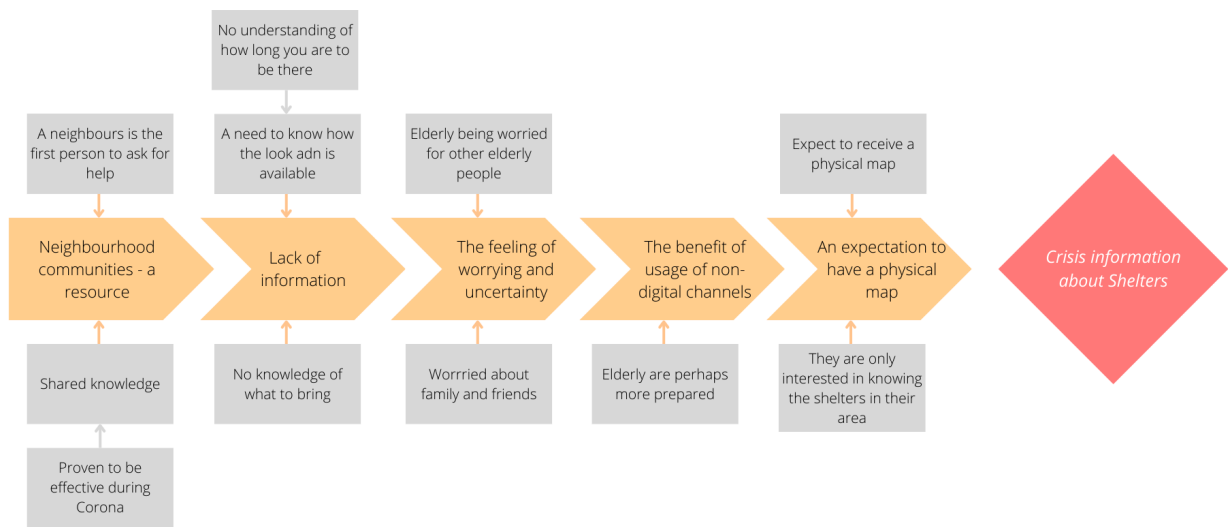 No understanding of
how long you are to
be there
A neighbours is the
first person to ask for
help
A need to know how
the look adn is
available
Elderly being worried
for other elderly
people
Expect to receive a
physical map
Neighbourhood
communities - a
resource
Lack of
information
The feeling of
worrying and
uncertainty
The benefit of
usage of non-
digital channels
An expectation to
have a physical
map
Crisis information
about Shelters
Shared knowledge
No knowledge of
what to bring
Worrried about
family and friends
Elderly are perhaps
more prepared
They are only
interested in knowing
the shelters in their
area
Proven to be
effective during
Corona